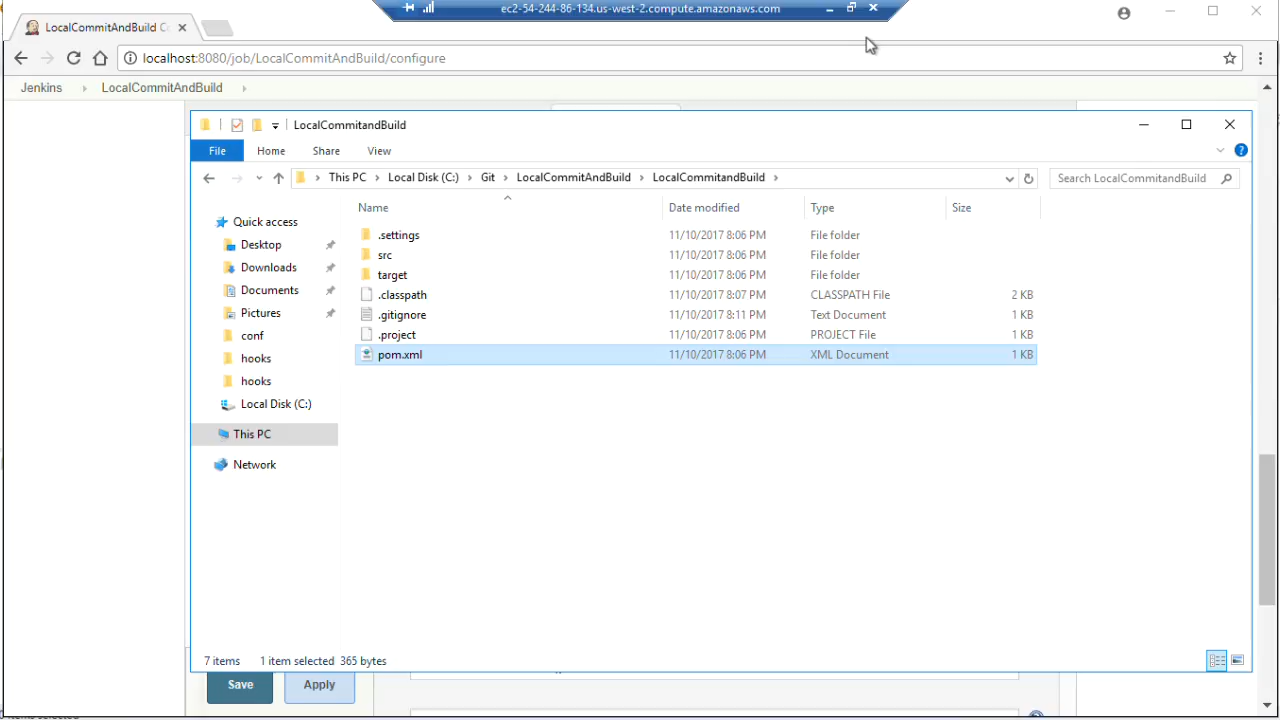 ec2-54-244-86-134.us-west-2.compute.amazonaws.com
LocalCommitAndBuild Co
localhost:8080/job/LocalCommitAndBuild/configure
Jenkins LocalCommitAndBuild
LocalCommitandBuild
File Home Share View
This PC Local Disk (C:) Git LocalCommitAndBuild LocalCommitandBuild Search LocalCommitandBuild
Name Date modified Type Size
Quick access
Desktop
Downloads
Documents
Pictures
conf
hooks
hooks
Local Disk (C:)
This PC
Network
.settings 11/10/2017 8:06 PM File folder
src 11/10/2017 8:06 PM File folder
target 11/10/2017 8:06 PM File folder
.classpath 11/10/2017 8:07 PM CLASSPATH File 2 KB
.gitignore 11/10/2017 8:11 PM Text Document 1 KB
.project 11/10/2017 8:06 PM PROJECT File 1 KB
pom.xml 11/10/2017 8:06 PM XML Document 1 KB
7 items 1 item selected 365 bytes
Save Apply